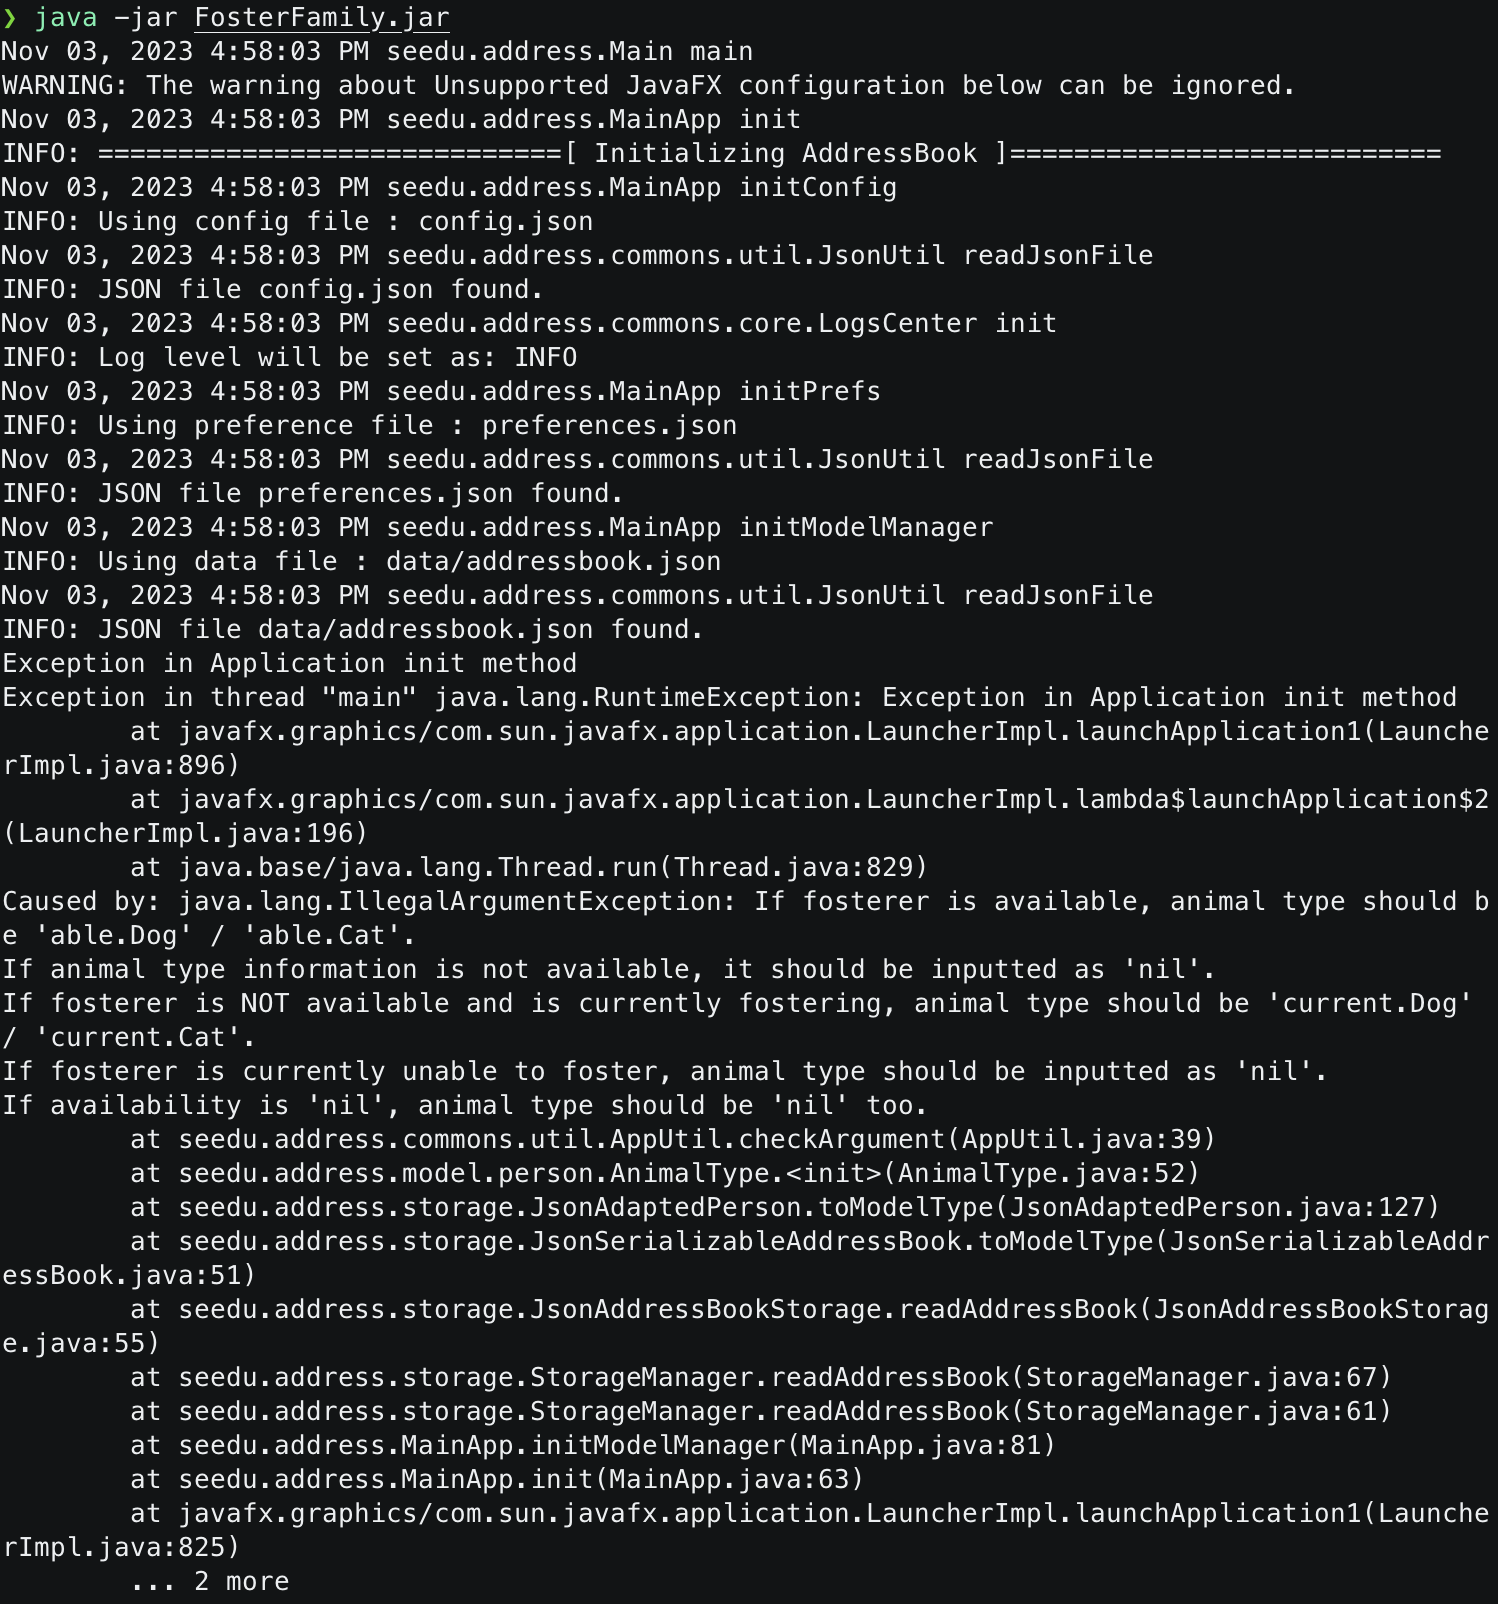 ❯ java -jar FosterFamily.jar
Nov 03, 2023 4:58:03 PM seedu.address.Main main
WARNING: The warning about Unsupported JavaFX configuration below can be ignored.
Nov 03, 2023 4:58:03 PM seedu.address.MainApp init
INFO: =============================[ Initializing AddressBook ]===========================
Nov 03, 2023 4:58:03 PM seedu.address.MainApp initConfig
INFO: Using config file : config.json
Nov 03, 2023 4:58:03 PM seedu.address.commons.util.JsonUtil readJsonFile
INFO: JSON file config.json found.
Nov 03, 2023 4:58:03 PM seedu.address.commons.core.LogsCenter init
INFO: Log level will be set as: INFO
Nov 03, 2023 4:58:03 PM seedu.address.MainApp initPrefs
INFO: Using preference file : preferences.json
Nov 03, 2023 4:58:03 PM seedu.address.commons.util.JsonUtil readJsonFile
INFO: JSON file preferences.json found.
Nov 03, 2023 4:58:03 PM seedu.address.MainApp initModelManager
INFO: Using data file : data/addressbook.json
Nov 03, 2023 4:58:03 PM seedu.address.commons.util.JsonUtil readJsonFile
INFO: JSON file data/addressbook.json found.
Exception in Application init method
Exception in thread "main" java.lang.RuntimeException: Exception in Application init method
        at javafx.graphics/com.sun.javafx.application.LauncherImpl.launchApplication1(Launche
rImpl.java:896)
        at javafx.graphics/com.sun.javafx.application.LauncherImpl.lambda$launchApplication$2
(LauncherImpl.java:196)
        at java.base/java.lang.Thread.run(Thread.java:829)
Caused by: java.lang.IllegalArgumentException: If fosterer is available, animal type should b
e 'able.Dog' / 'able.Cat'.
If animal type information is not available, it should be inputted as 'nil'.
If fosterer is NOT available and is currently fostering, animal type should be 'current.Dog'
/ 'current.Cat'.
If fosterer is currently unable to foster, animal type should be inputted as 'nil'.
If availability is 'nil', animal type should be 'nil' too.
        at seedu.address.commons.util.AppUtil.checkArgument(AppUtil.java:39)
        at seedu.address.model.person.AnimalType.<init>(AnimalType.java:52)
        at seedu.address.storage.JsonAdaptedPerson.toModelType(JsonAdaptedPerson.java:127)
        at seedu.address.storage.JsonSerializableAddressBook.toModelType(JsonSerializableAddr
essBook.java:51)
        at seedu.address.storage.JsonAddressBookStorage.readAddressBook(JsonAddressBookStorag
e.java:55)
        at seedu.address.storage.StorageManager.readAddressBook(StorageManager.java:67)
        at seedu.address.storage.StorageManager.readAddressBook(StorageManager.java:61)
        at seedu.address.MainApp.initModelManager(MainApp.java:81)
        at seedu.address.MainApp.init(MainApp.java:63)
        at javafx.graphics/com.sun.javafx.application.LauncherImpl.launchApplication1(Launche
rImpl.java:825)
        ... 2 more